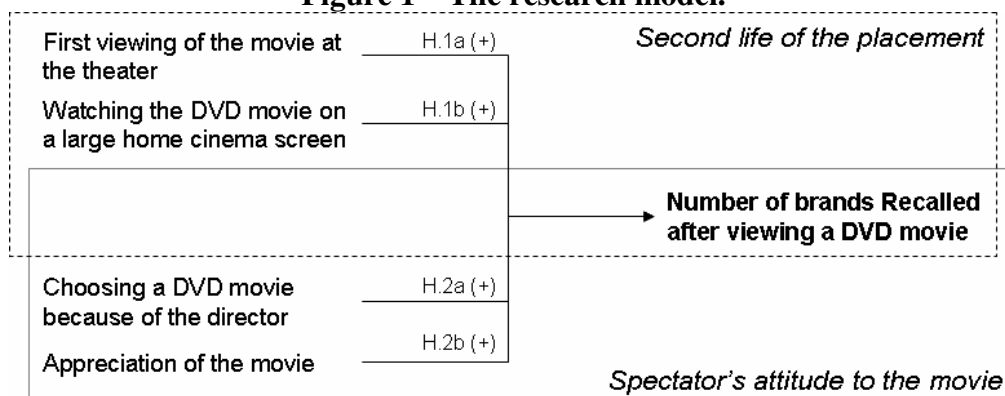 Figure 1 – The research model.
First viewing of the movie at
the theater
H.1a (+)
Second life of the placement
Watching the DVD movie on
a large home cinema screen
H.1b (+)
Number of brands Recalled
after viewing a DVD movie
Choosing a DVD movie
because of the director
H.2a (+)
Appreciation of the movie
H.2b (+)
Spectator's attitude to the movie